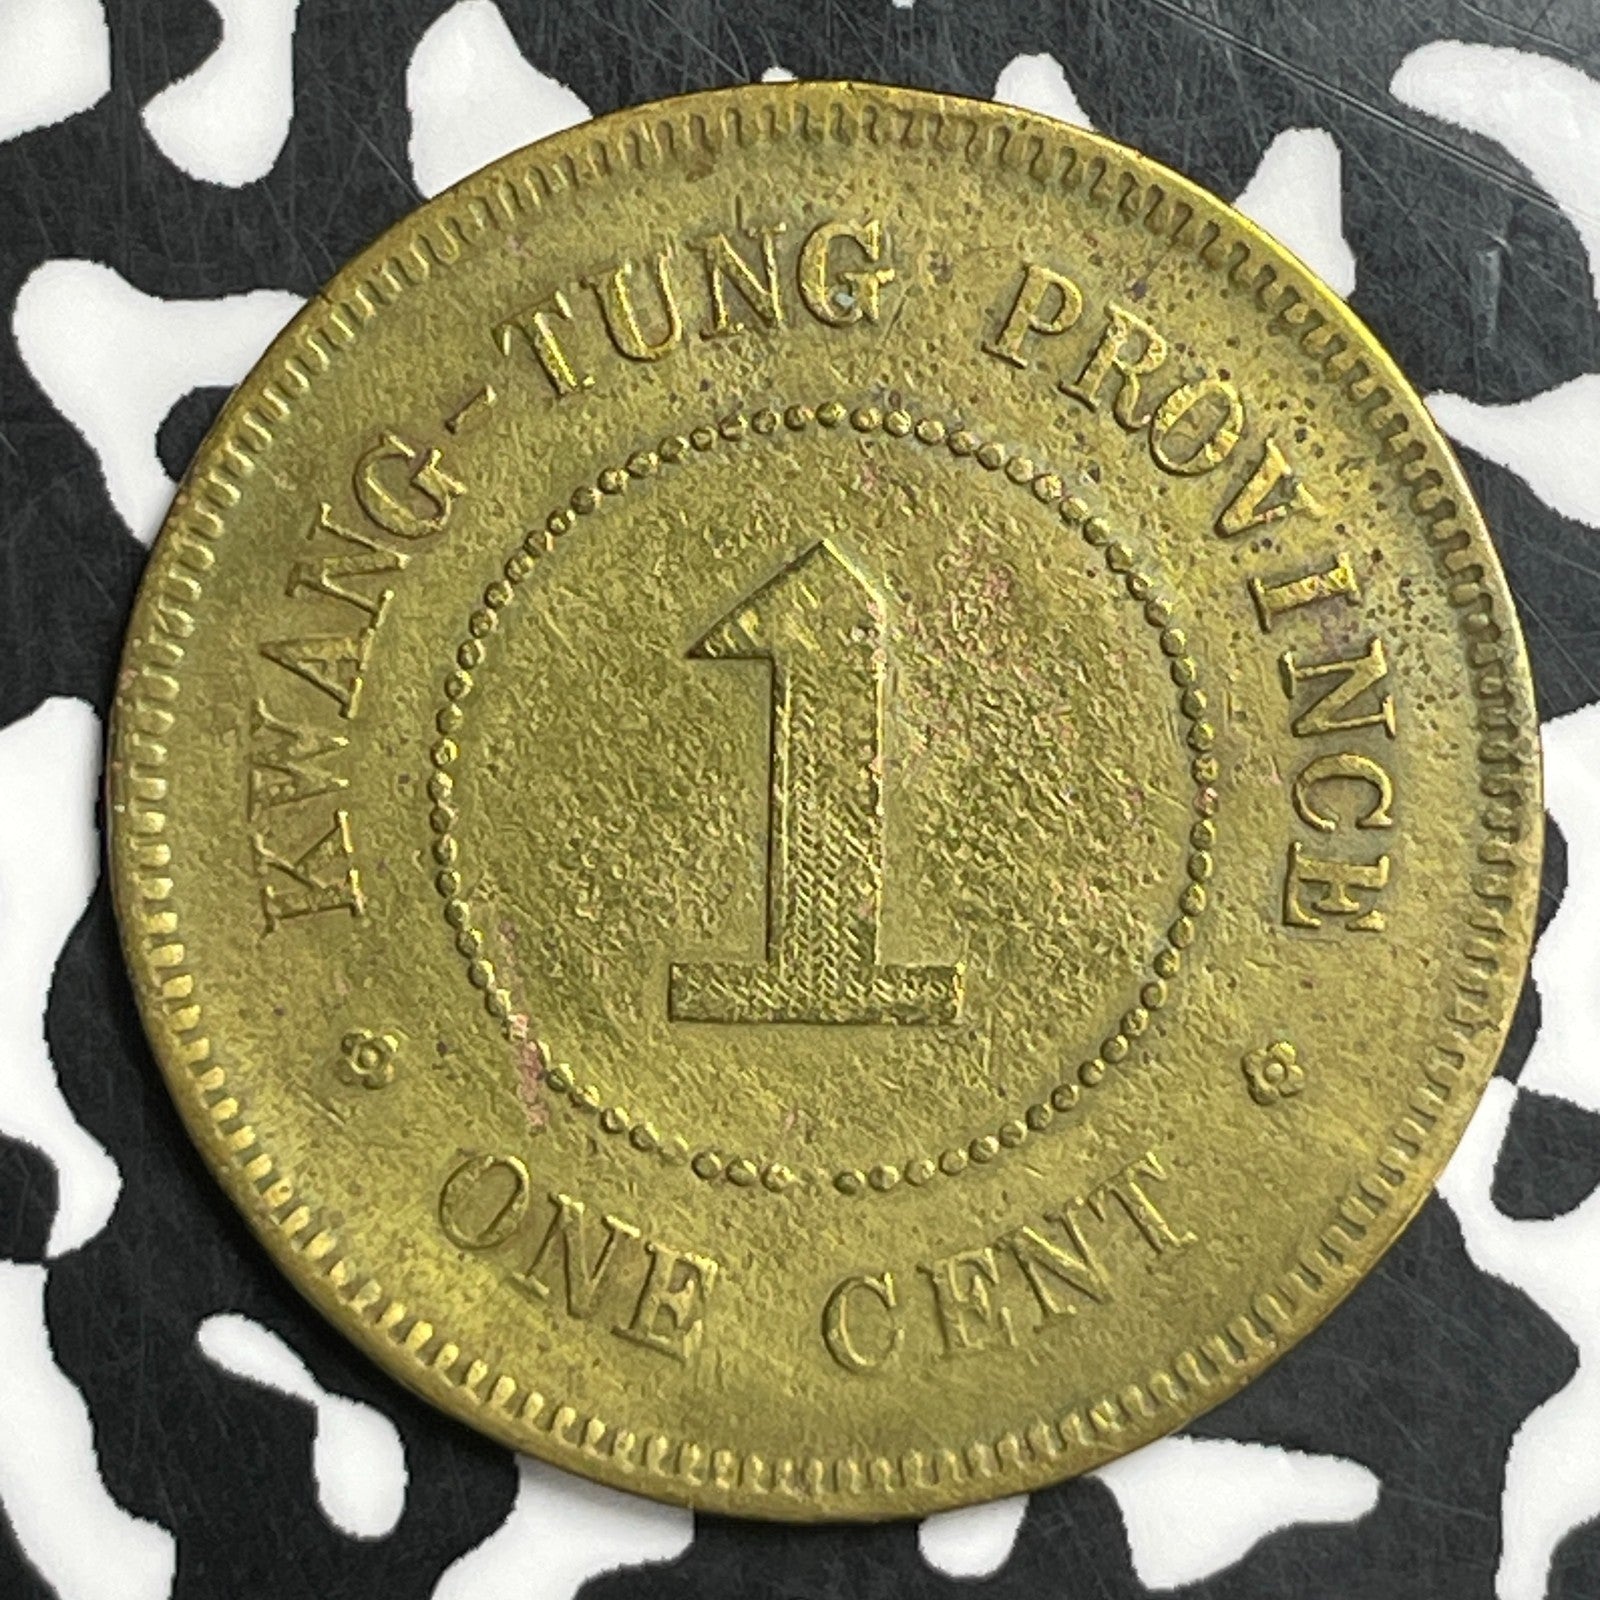 KWANG-TUNG PROVINCE
1
ONE CENT